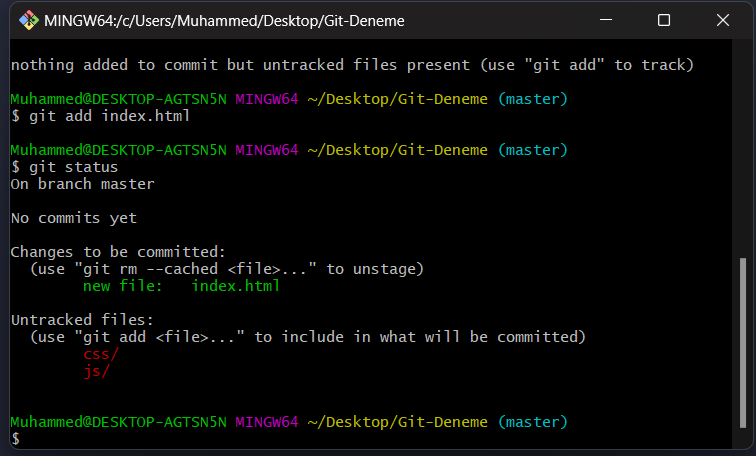 MINGW64:/c/Users/Muhammed/Desktop/Git-Deneme
nothing added to commit but untracked files present (use "git add" to track)
Muhammed@DESKTOP-AGTSN5N MINGW64 ~/Desktop/Git-Deneme (master)
$ git add index.html
Muhammed@DESKTOP-AGTSN5N MINGW64 ~/Desktop/Git-Deneme (master)
$ git status
On branch master
No commits yet
Changes to be committed:
  (use "git rm --cached <file>..." to unstage)
        new file:   index.html
Untracked files:
  (use "git add <file>..." to include in what will be committed)
        css/
        js/
Muhammed@DESKTOP-AGTSN5N MINGW64 ~/Desktop/Git-Deneme (master)
$